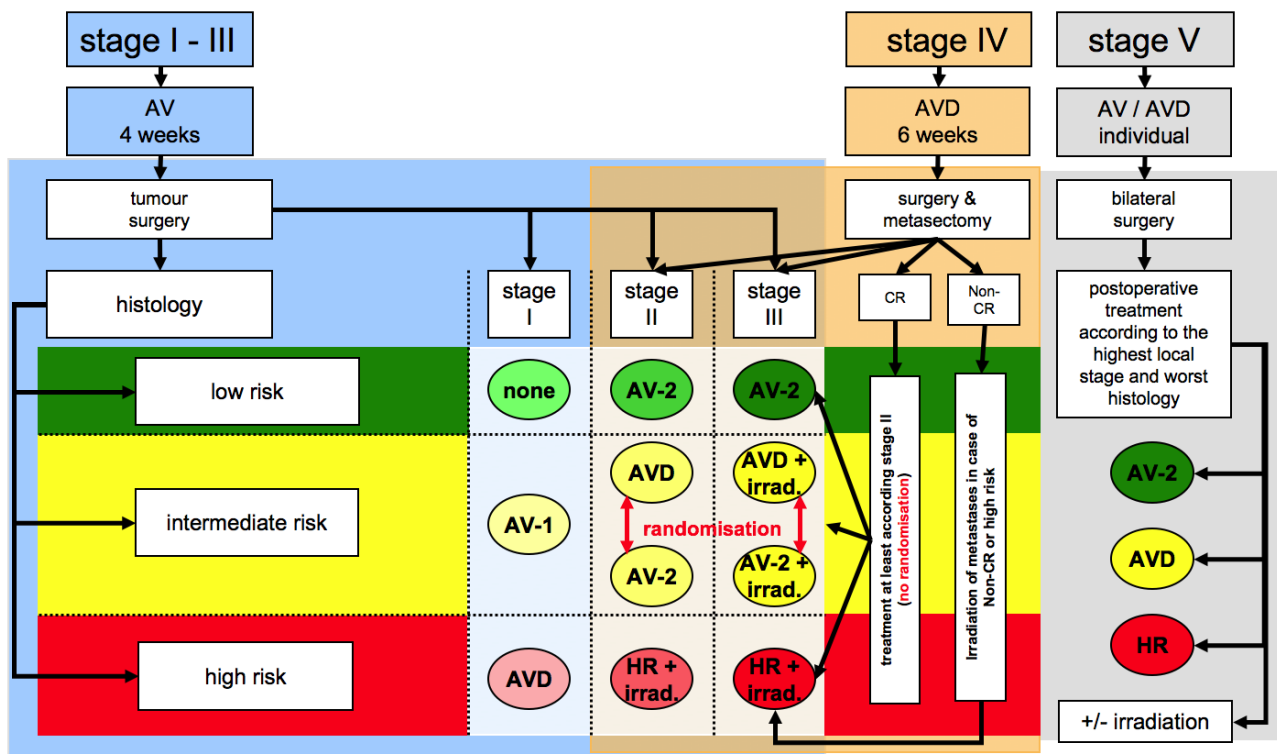 stage I - III
stage IV
stage V
AV
4 weeks
AVD
6 weeks
AV / AVD
individual
tumour
surgery
surgery &
metasectomy
bilateral
surgery
histology
stage
I
stage
II
stage
III
CR
Non-
CR
postoperative
treatment
according to the
highest local
stage and worst
histology
low risk
none
AV-2
AV-2
intermediate risk
AV-1
AVD
AVD +
irrad.
randomisation
AV-2
AV-2 +
irrad.
high risk
AVD
HR +
irrad.
HR +
irrad.
treatment at least according stage II
(no randomisation)
Irradiation of metastases in case of
Non-CR or high risk
AV-2
AVD
HR
+/- irradiation